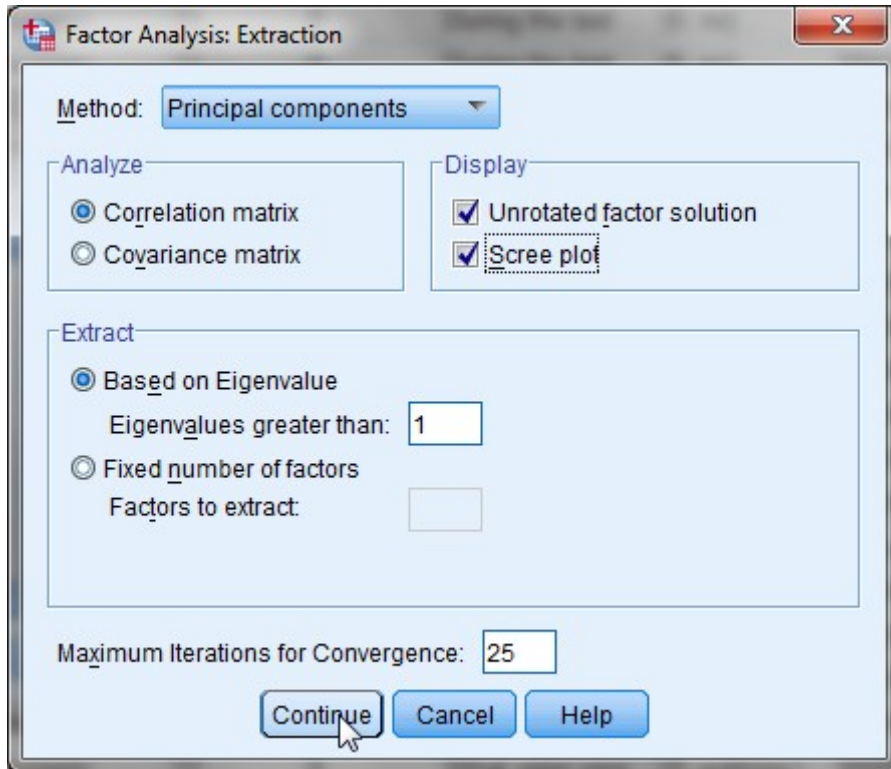 Factor Analysis: Extraction
Method: Principal components
Analyze
Correlation matrix
Covariance matrix
Display
Unrotated factor solution
Scree plot
Extract
Based on Eigenvalue
Eigenvalues greater than: 1
Fixed number of factors
Factors to extract:
Maximum Iterations for Convergence: 25
Continue Cancel Help